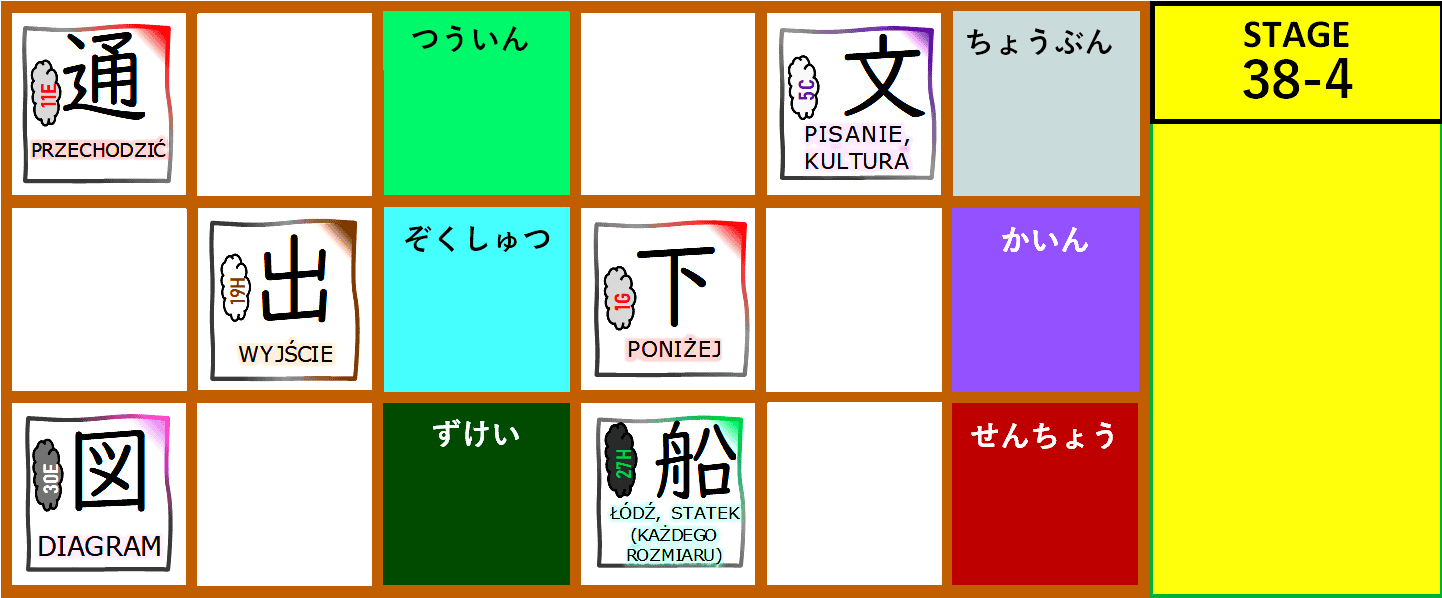 通
11E
PRZECHODZIĆ
つういん
文
5C
PISANIE,
KULTURA
ちょうぶん
STAGE
38-4
出
19H
WYJŚCIE
ぞくしゅつ
下
1G
PONIŻEJ
かいん
図
30E
DIAGRAM
ずけい
船
27H
ŁÓDŹ, STATEK
(KAŻDEGO
ROZMIARU)
せんちょう